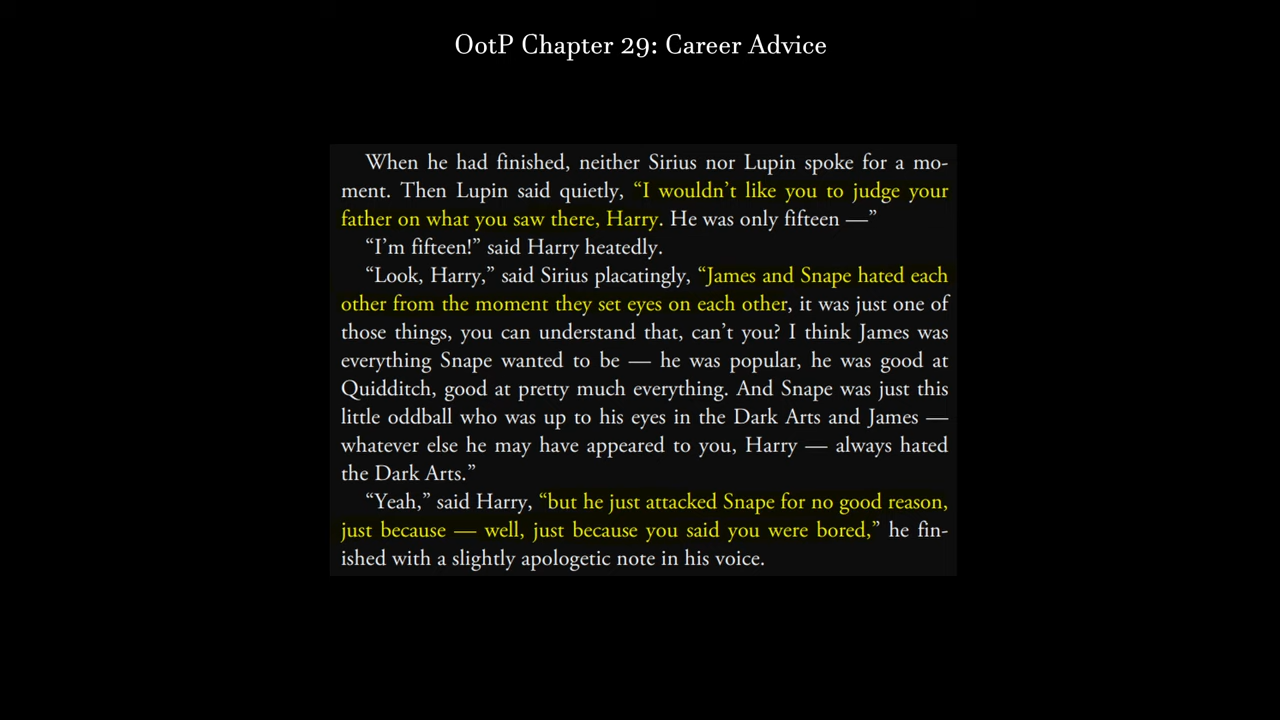 OotP Chapter 29: Career Advice
When he had finished, neither Sirius nor Lupin spoke for a mo-
ment. Then Lupin said quietly, “I wouldn’t like you to judge your
father on what you saw there, Harry. He was only fifteen —”
“I’m fifteen!” said Harry heatedly.
“Look, Harry,” said Sirius placatingly, “James and Snape hated each
other from the moment they set eyes on each other, it was just one of
those things, you can understand that, can’t you? I think James was
everything Snape wanted to be — he was popular, he was good at
Quidditch, good at pretty much everything. And Snape was just this
little oddball who was up to his eyes in the Dark Arts and James —
whatever else he may have appeared to you, Harry — always hated
the Dark Arts.”
“Yeah,” said Harry, “but he just attacked Snape for no good reason,
just because — well, just because you said you were bored,” he fin-
ished with a slightly apologetic note in his voice.